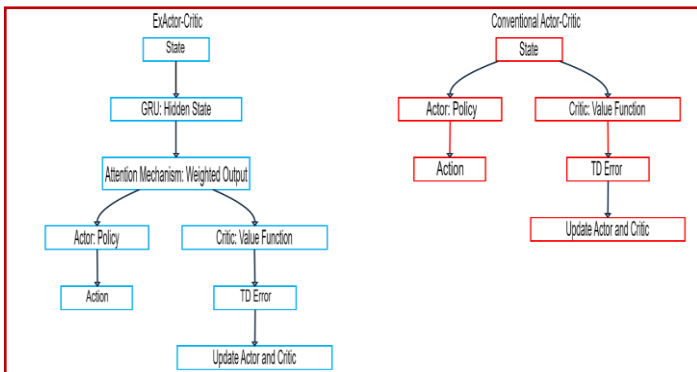 ExActor-Critic
State
GRU: Hidden State
Attention Mechanism: Weighted Output
Actor: Policy
Critic: Value Function
Action
TD Error
Update Actor and Critic
Conventional Actor-Critic
State
Actor: Policy
Critic: Value Function
Action
TD Error
Update Actor and Critic